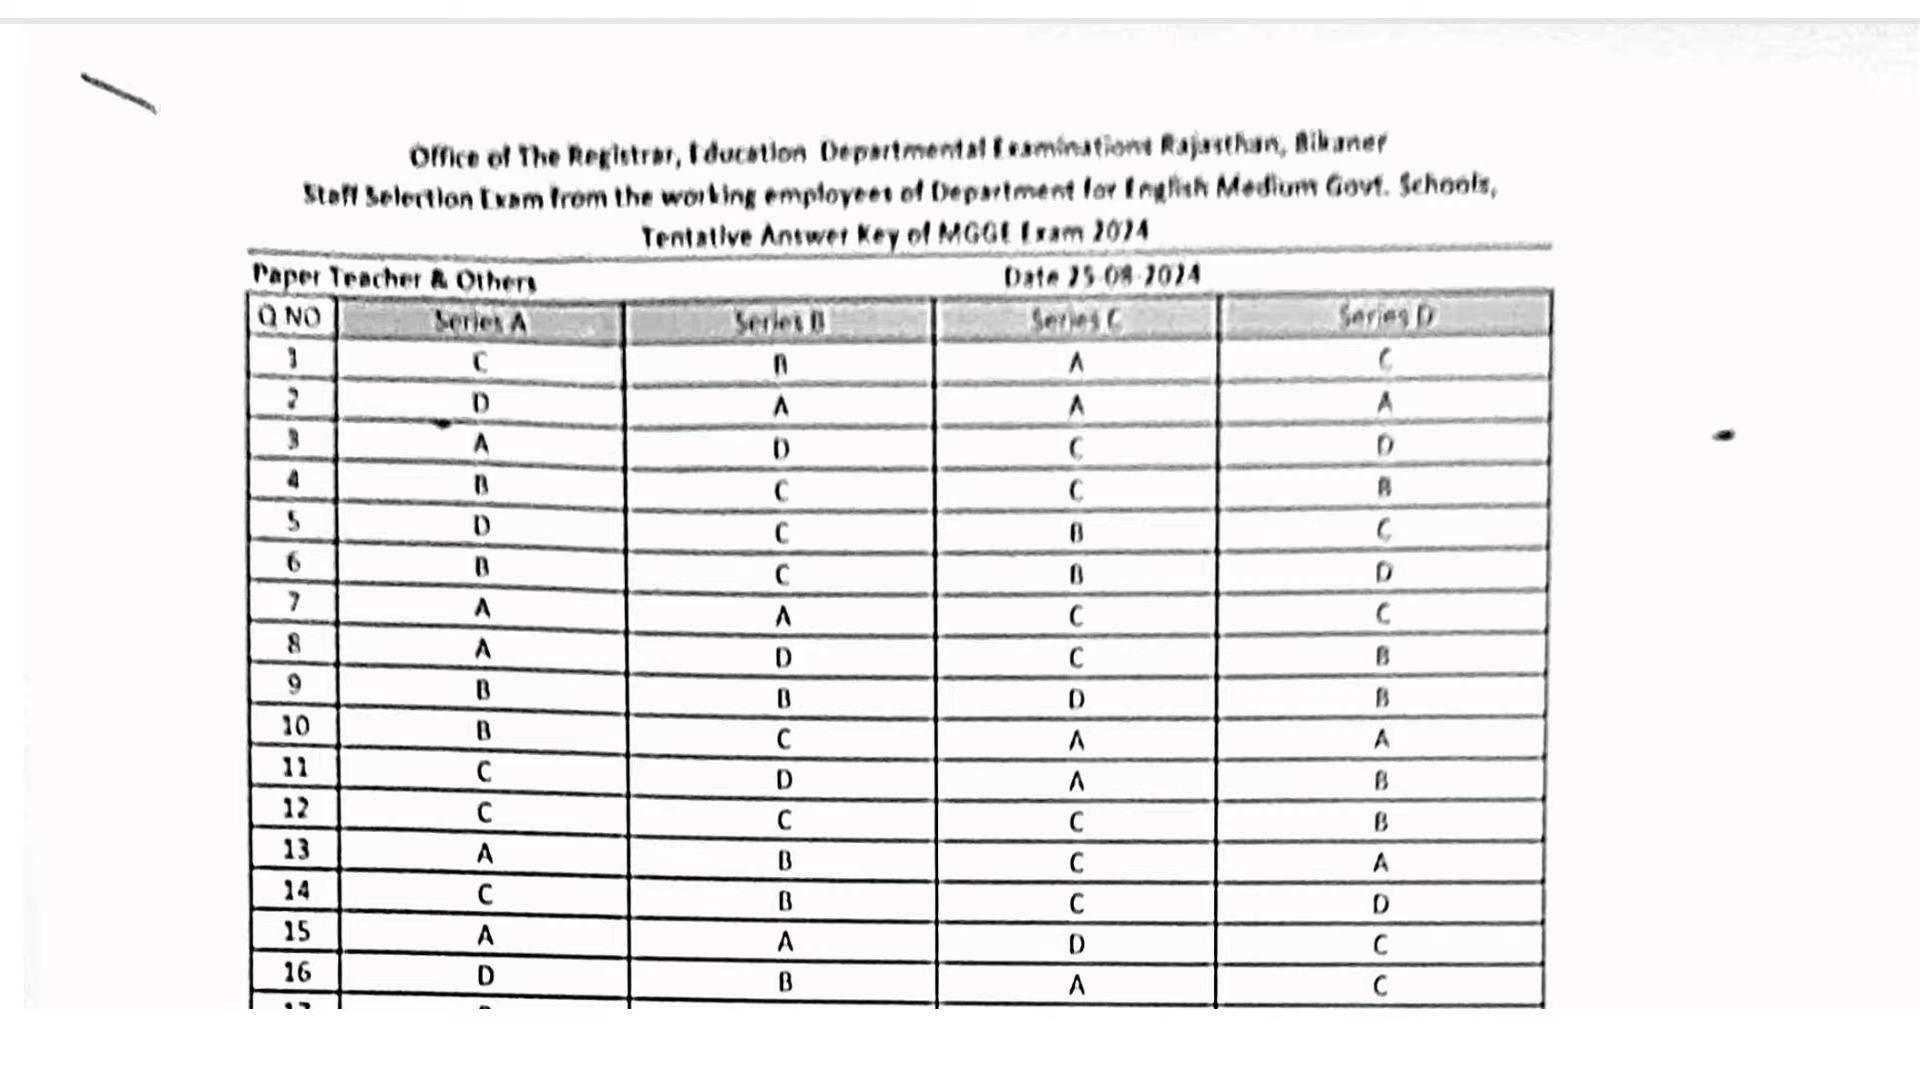 Office of The Registrar, Education Departmental Examinations Rajasthan, Bikaner
Staff Selection Exam from the working employees of Department for English Medium Govt. Schools,
Tentative Answer Key of MGGE Exam 2024
Paper Teacher & Others Date 25-08-2024
Q NO Series A Series B Series C Series D
1 C B A C
2 D A A A
3 A D C D
4 B C C B
5 D C B C
6 B C B D
7 A A C C
8 A D C B
9 B B D B
10 B C A A
11 C D A B
12 C C C B
13 A B C A
14 C B C D
15 A A D C
16 D B A C